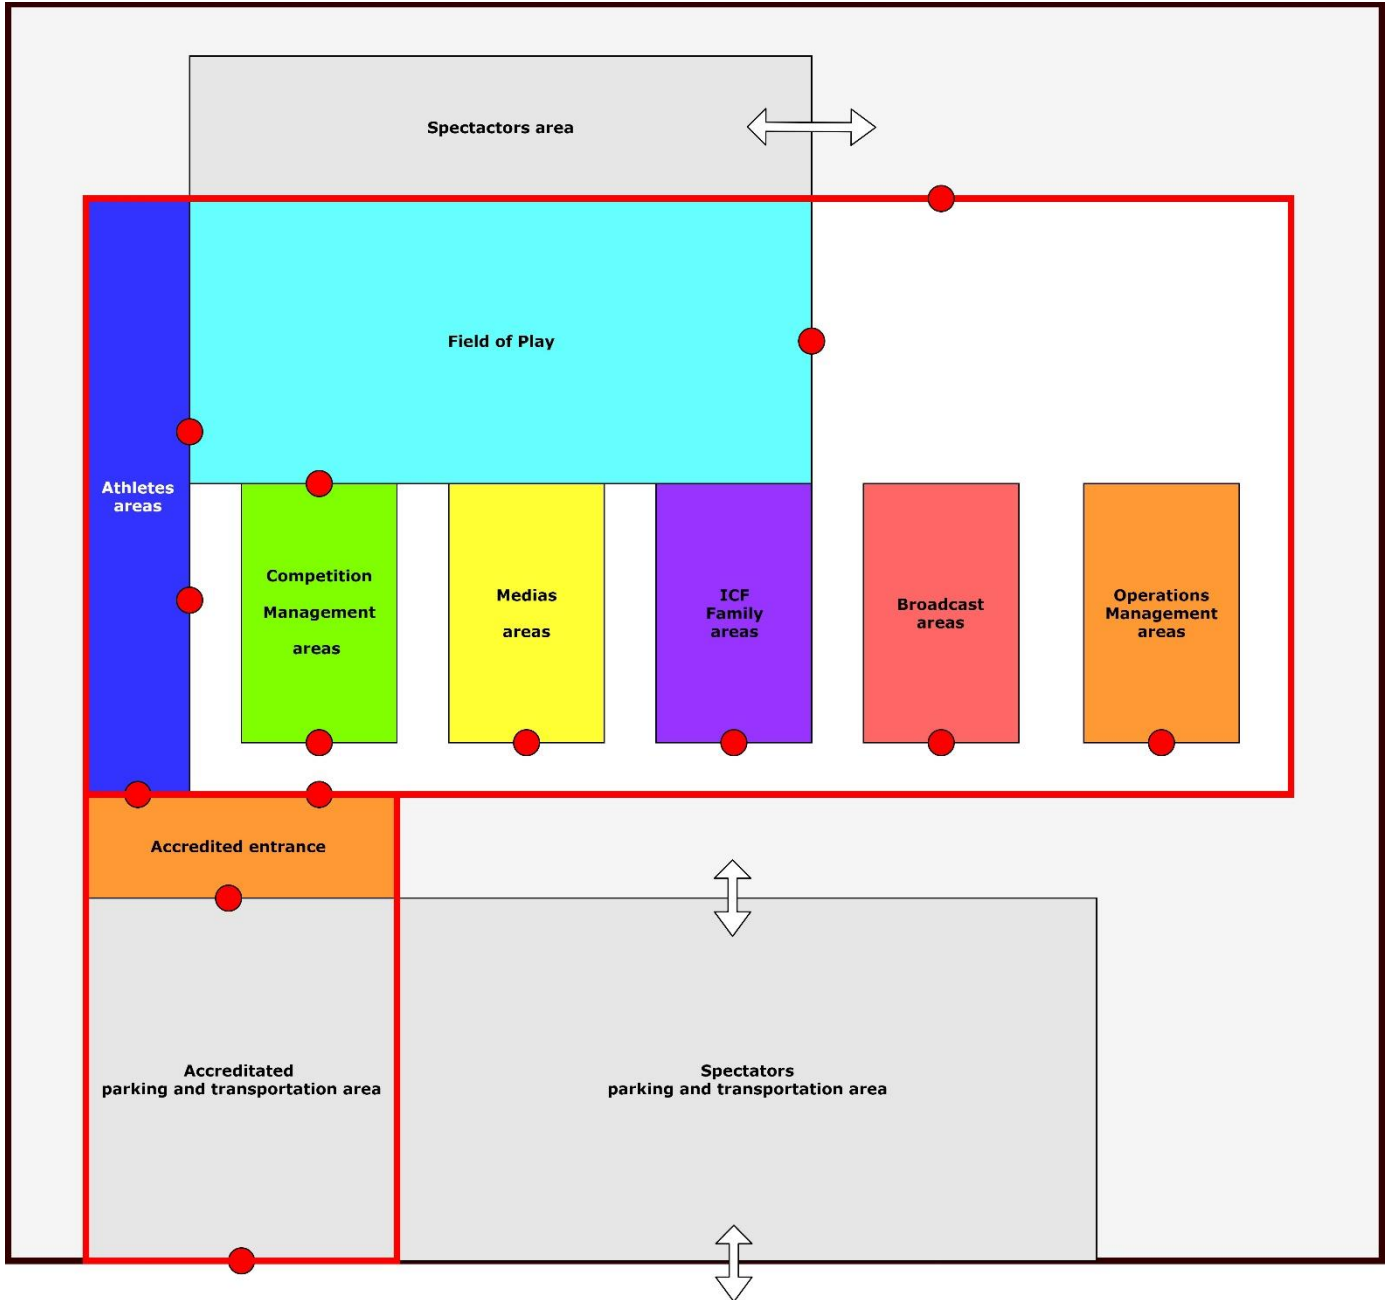 Spectactors area
Field of Play
Athletes
areas
Competition
Management
areas
Medias
areas
ICF
Family
areas
Broadcast
areas
Operations
Management
areas
Accredited entrance
Accreditated
parking and transportation area
Spectators
parking and transportation area